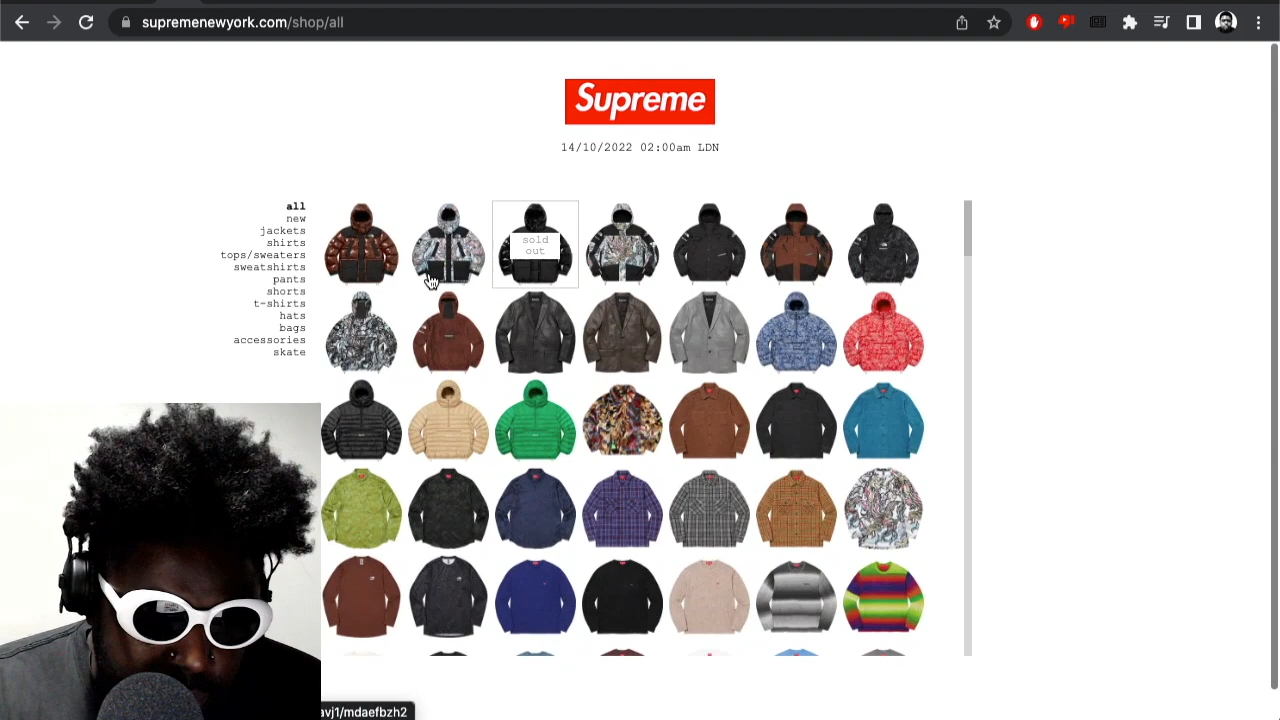 supremenewyork.com/shop/all
Supreme
14/10/2022 02:00am LDN
all
new
jackets
shirts
tops/sweaters
sweatshirts
pants
shorts
t-shirts
hats
bags
accessories
skate
sold
out
avj1/mdaefbzh2